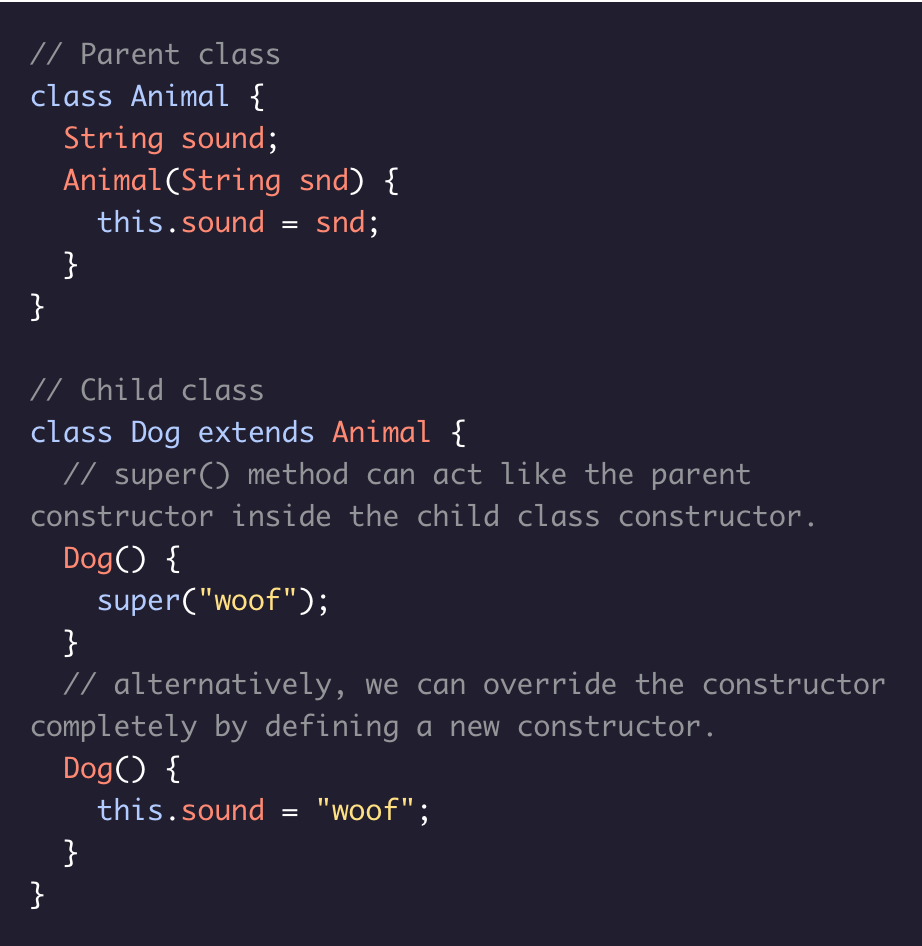 // Parent class
class Animal {
  String sound;
  Animal(String snd) {
    this.sound = snd;
  }
}

// Child class
class Dog extends Animal {
  // super() method can act like the parent
constructor inside the child class constructor.
  Dog() {
    super("woof");
  }
  // alternatively, we can override the constructor
completely by defining a new constructor.
  Dog() {
    this.sound = "woof";
  }
}